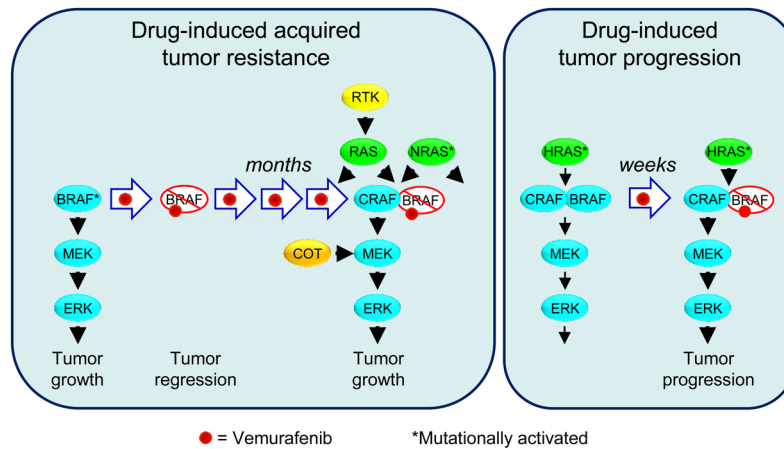 Drug-induced acquired
tumor resistance
RTK
RAS
NRAS*
months
BRAF*
BRAF
CRAF
BRAF
MEK
COT
MEK
ERK
ERK
Tumor
growth
Tumor
regression
Tumor
growth
Drug-induced
tumor progression
HRAS*
weeks
HRAS*
CRAF
BRAF
CRAF
BRAF
MEK
MEK
ERK
ERK
Tumor
progression
= Vemurafenib
*Mutationally activated